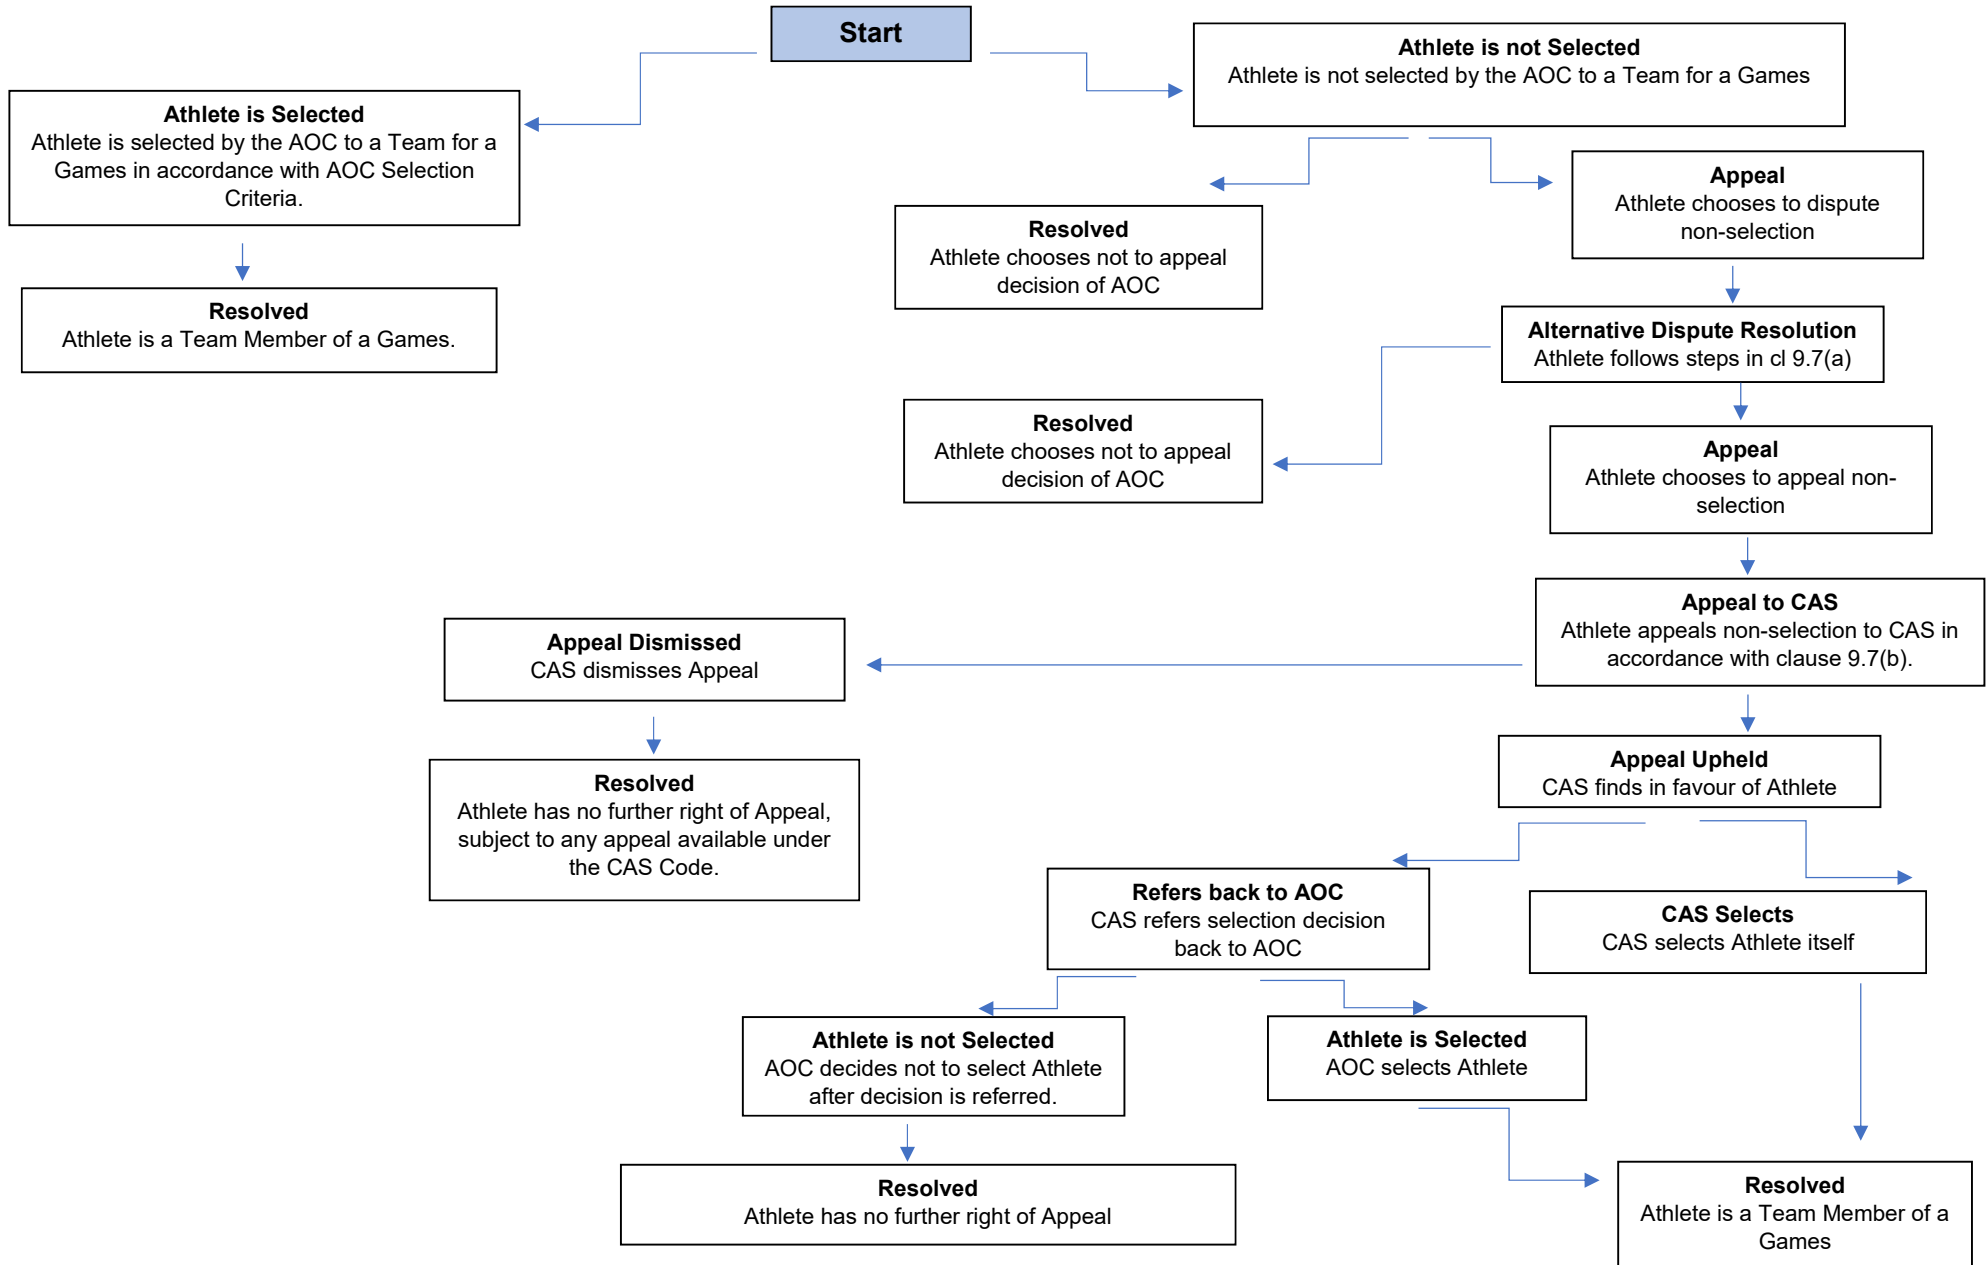 Start
Athlete is not Selected
Athlete is not selected by the AOC to a Team for a Games
Athlete is Selected
Athlete is selected by the AOC to a Team for a
Games in accordance with AOC Selection
Criteria.
Resolved
Athlete is a Team Member of a Games.
Appeal
Athlete chooses to dispute
non-selection
Resolved
Athlete chooses not to appeal
decision of AOC
Alternative Dispute Resolution
Athlete follows steps in cl 9.7(a)
Resolved
Athlete chooses not to appeal
decision of AOC
Appeal
Athlete chooses to appeal non-
selection
Appeal to CAS
Athlete appeals non-selection to CAS in
accordance with clause 9.7(b).
Appeal Dismissed
CAS dismisses Appeal
Resolved
Athlete has no further right of Appeal,
subject to any appeal available under
the CAS Code.
Appeal Upheld
CAS finds in favour of Athlete
Refers back to AOC
CAS refers selection decision
back to AOC
CAS Selects
CAS selects Athlete itself
Athlete is not Selected
AOC decides not to select Athlete
after decision is referred.
Athlete is Selected
AOC selects Athlete
Resolved
Athlete has no further right of Appeal
Resolved
Athlete is a Team Member of a
Games